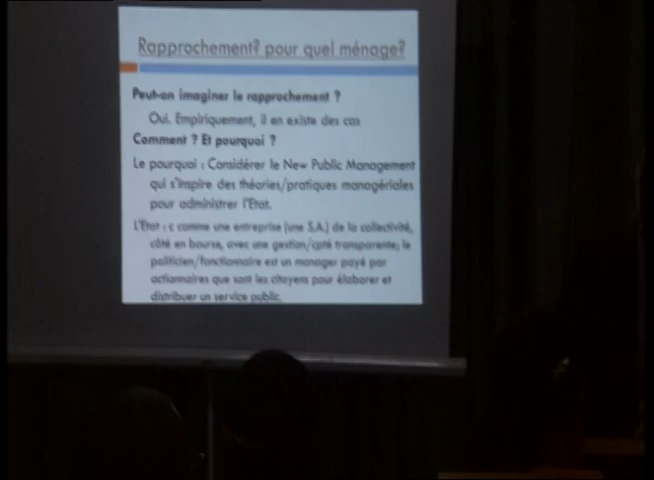 Rapprochement? pour quel ménage?
Peut-on imaginer le rapprochement ?
Oui. Empiriquement, il en existe des cas
Comment ? Et pourquoi ?
Le pourquoi : Considérer le New Public Management
qui s'inspire des théories/pratiques managériales
pour administrer l'Etat.
L'Etat : c comme une entreprise (une S.A.) de la collectivité,
côté en bourse, avec une gestion/cpté transparente; le
politicien/fonctionnaire est un manager payé par
actionnaires que sont les citoyens pour élaborer et
distribuer un service public.